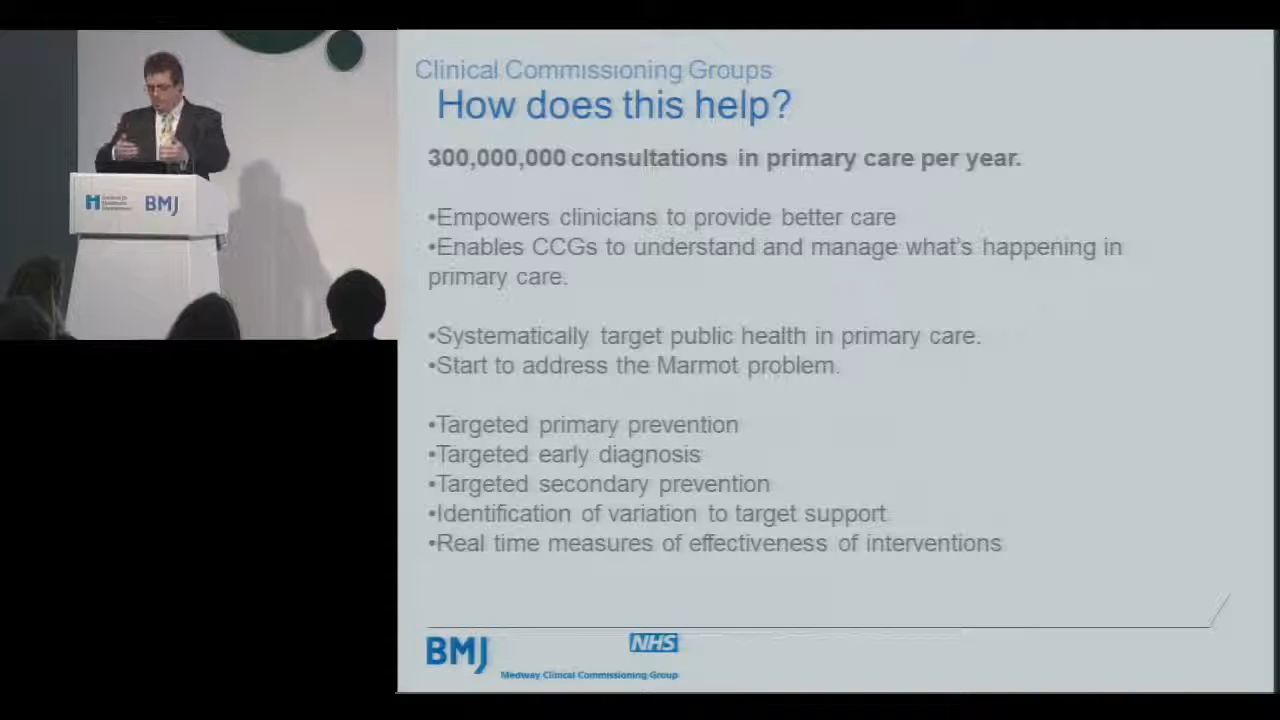 Clinical Commissioning Groups
How does this help?
300,000,000 consultations in primary care per year.
•Empowers clinicians to provide better care
•Enables CCGs to understand and manage what's happening in
primary care.
•Systematically target public health in primary care.
•Start to address the Marmot problem.
•Targeted primary prevention
•Targeted early diagnosis
•Targeted secondary prevention
•Identification of variation to target support
•Real time measures of effectiveness of interventions
BMJ
NHS
Medway Clinical Commissioning Group
H
BMJ